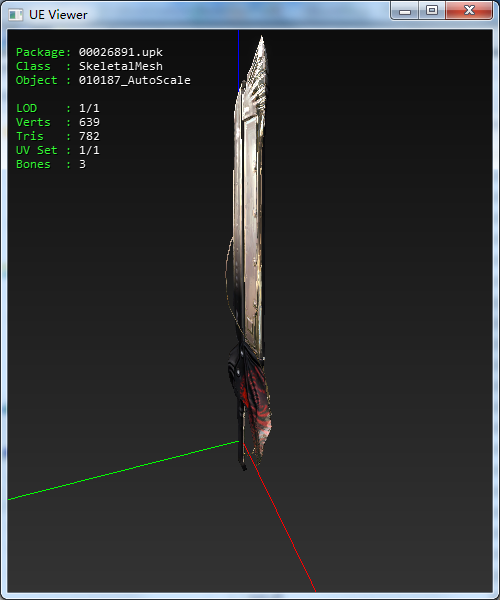 UE Viewer
Package: 00026891.upk
Class  : SkeletalMesh
Object : 010187_AutoScale
LOD    : 1/1
Verts  : 639
Tris   : 782
UV Set : 1/1
Bones  : 3